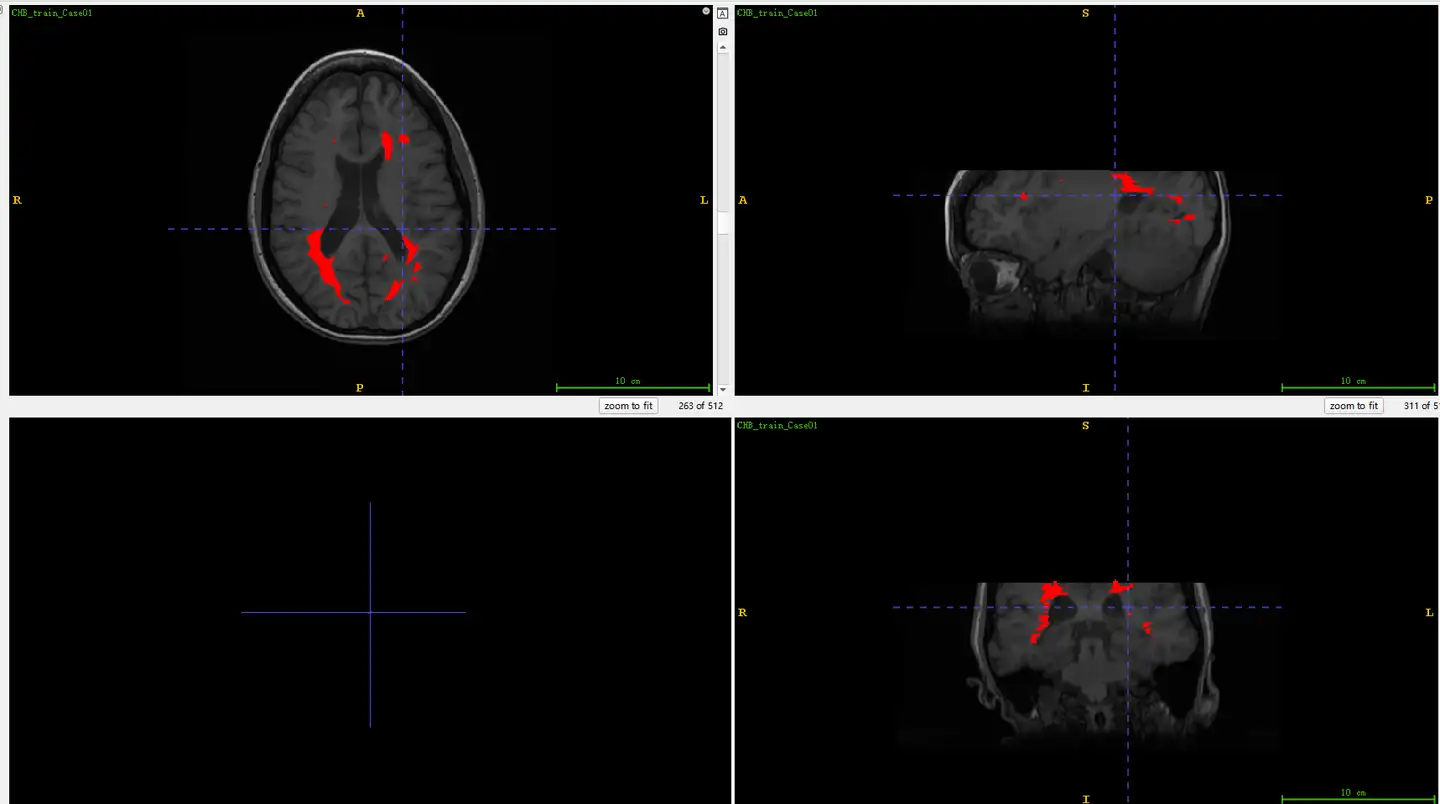 CHB_train_Case01
A
R
L
P
10 cm
A
zoom to fit
263 of 512
CHB_train_Case01
S
A
P
I
10 cm
zoom to fit
311 of 5
CHB_train_Case01
S
R
L
I
10 cm